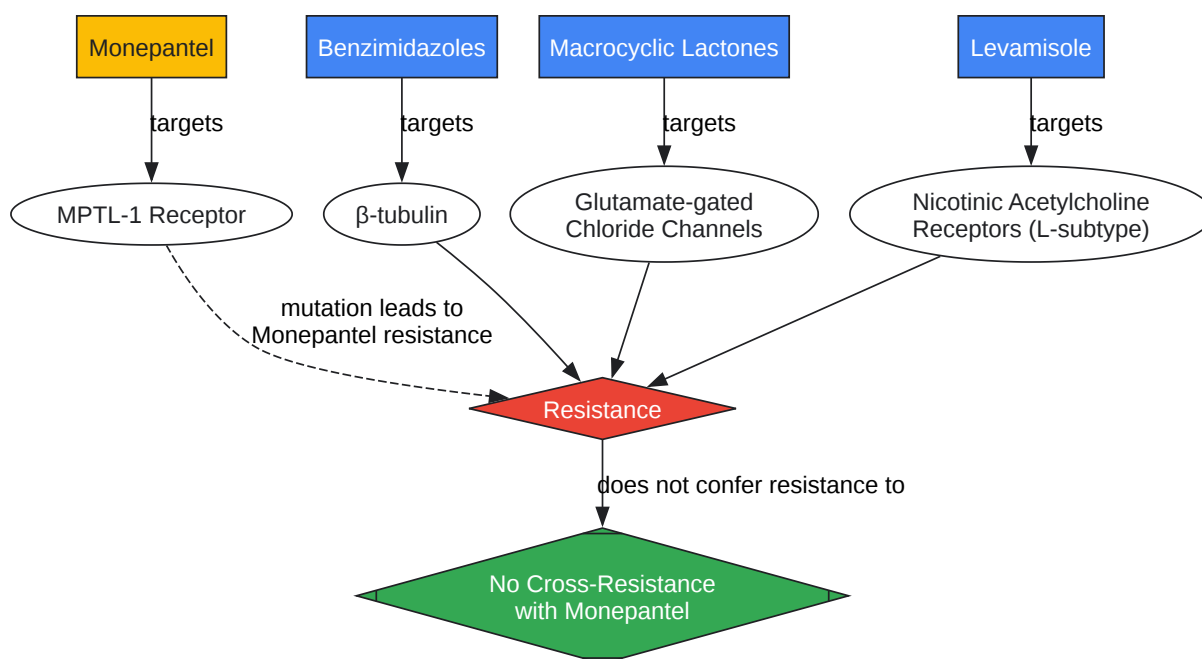 Monepantel
Benzimidazoles
Macrocyclic Lactones
Levamisole
targets
targets
targets
targets
MPTL-1 Receptor
β-tubulin
Glutamate-gated
Chloride Channels
Nicotinic Acetylcholine
Receptors (L-subtype)
mutation leads to
Monepantel resistance
Resistance
does not confer resistance to
No Cross-Resistance
with Monepantel